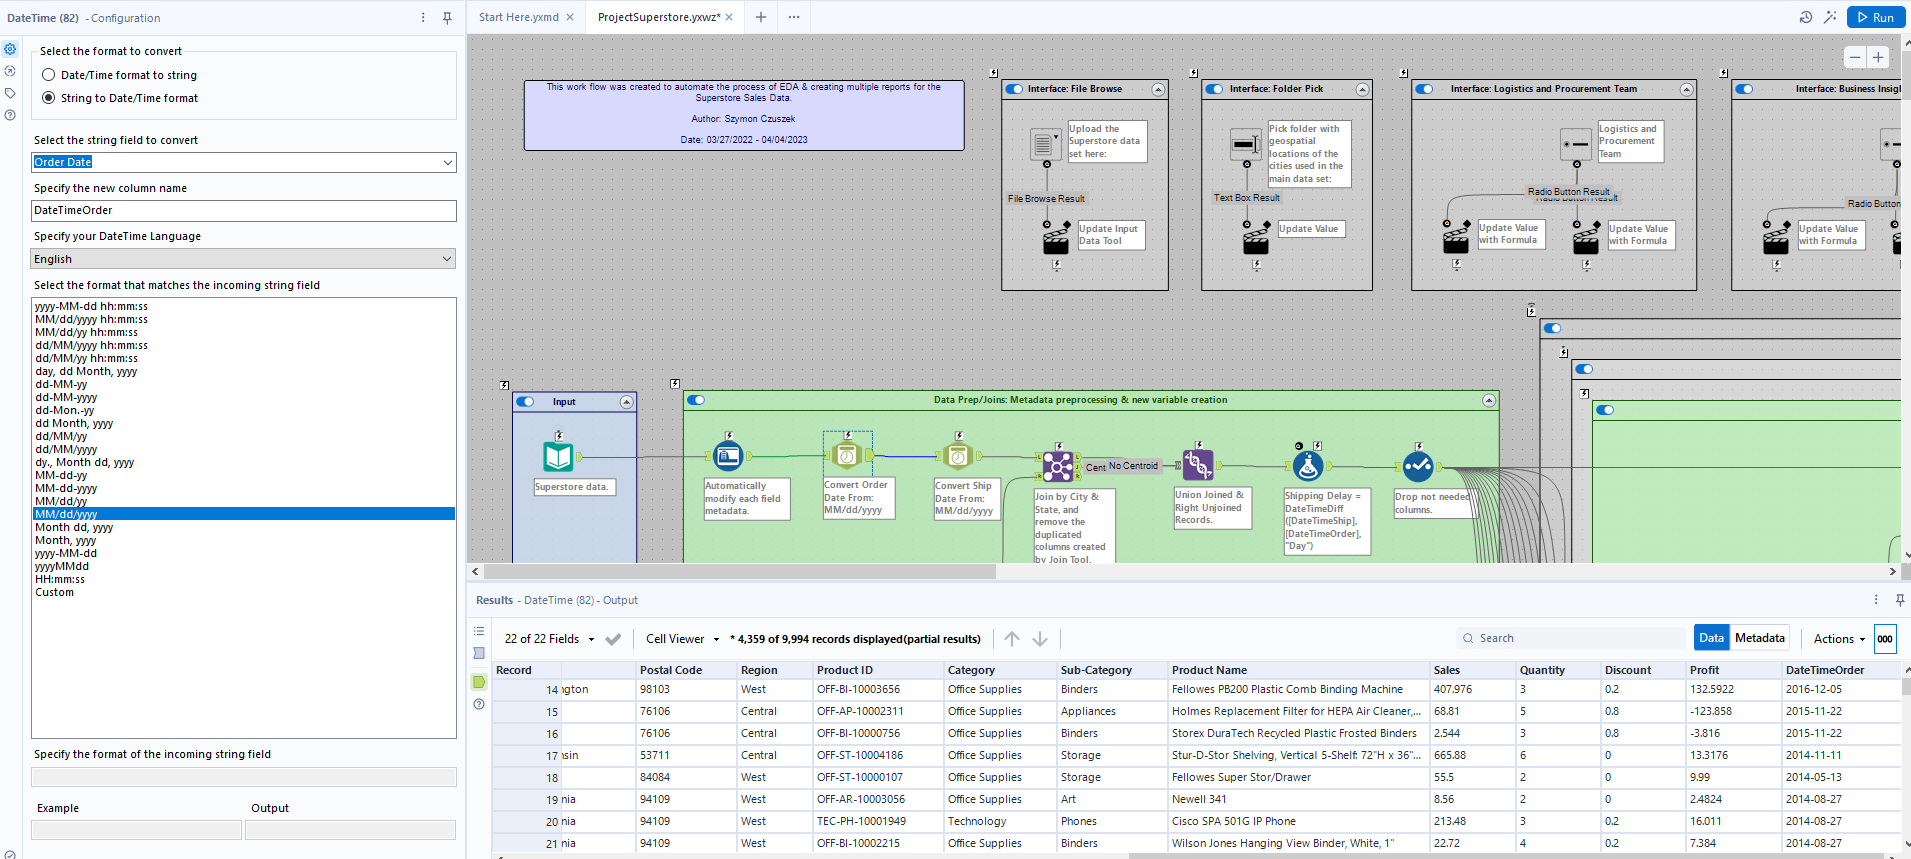 DateTime (82) - Configuration
Select the format to convert
Date/Time format to string
String to Date/Time format
Select the string field to convert
Order Date
Specify the new column name
DateTimeOrder
Specify your DateTime Language
English
Select the format that matches the incoming string field
yyyy-MM-dd hh:mm:ss
MM/dd/yyyy hh:mm:ss
MM/dd/yy hh:mm:ss
dd/MM/yyyy hh:mm:ss
dd/MM/yy hh:mm:ss
day, dd Month, yyyy
dd-MM-yy
dd-MM-yyyy
dd-Mon.-yy
dd Month, yyyy
dd/MM/yy
dd/MM/yyyy
dy., Month dd, yyyy
MM-dd-yy
MM-dd-yyyy
MM/dd/yy
MM/dd/yyyy
Month dd, yyyy
Month, yyyy
yyyy-MM-dd
yyyyMMdd
HH:mm:ss
Custom
Specify the format of the incoming string field
Example Output
Start Here.yxmd
ProjectSuperstore.yxwz*
Run
This work flow was created to automate the process of EDA & creating multiple reports for the
Superstore Sales Data.
Author: Szymon Czuszek
Date: 03/27/2022 - 04/04/2023
Interface: File Browse
Upload the
Superstore data
set here:
File Browse Result
Update Input
Data Tool
Interface: Folder Pick
Pick folder with
geospatial
locations of the
cities used in the
main data set:
Text Box Result
Update Value
Interface: Logistics and Procurement Team
Logistics and
Procurement
Team
Radio Button Result
Radio Button Result
Update Value
with Formula
Update Value
with Formula
Interface: Business Insig
Radio Button
Update Value
with Formula
Input
Superstore data.
Data Prep/Joins: Metadata preprocessing & new variable creation
Automatically
modify each field
metadata.
Convert Order
Date From:
MM/dd/yyyy
Convert Ship
Date From:
MM/dd/yyyy
Cent
No Centroid
Join by City &
State, and
remove the
duplicated
columns created
by Join Tool.
Union Joined &
Right Unjoined
Records.
Shipping Delay =
DateTimeDiff
([DateTimeShip],
[DateTimeOrder],
"Day")
Drop not needed
columns.
Results - DateTime (82) - Output
22 of 22 Fields
Cell Viewer
* 4,359 of 9,994 records displayed(partial results)
Search
Data
Metadata
Actions
000
Record Postal Code Region Product ID Category Sub-Category Product Name Sales Quantity Discount Profit DateTimeOrder
14 ngton 98103 West OFF-BI-10003656 Office Supplies Binders Fellowes PB200 Plastic Comb Binding Machine 407.976 3 0.2 132.5922 2016-12-05
15 76106 Central OFF-AP-10002311 Office Supplies Appliances Holmes Replacement Filter for HEPA Air Cleaner,... 68.81 5 0.8 -123.858 2015-11-22
16 76106 Central OFF-BI-10000756 Office Supplies Binders Storex DuraTech Recycled Plastic Frosted Binders 2.544 3 0.8 -3.816 2015-11-22
17 nsin 53711 Central OFF-ST-10004186 Office Supplies Storage Stur-D-Stor Shelving, Vertical 5-Shelf: 72"H x 36"... 665.88 6 0 13.3176 2014-11-11
18 84084 West OFF-ST-10000107 Office Supplies Storage Fellowes Super Stor/Drawer 55.5 2 0 9.99 2014-05-13
19 nia 94109 West OFF-AR-10003056 Office Supplies Art Newell 341 8.56 2 0 2.4824 2014-08-27
20 nia 94109 West TEC-PH-10001949 Technology Phones Cisco SPA 501G IP Phone 213.48 3 0.2 16.011 2014-08-27
21 nia 94109 West OFF-BI-10002215 Office Supplies Binders Wilson Jones Hanging View Binder, White, 1" 22.72 4 0.2 7.384 2014-08-27